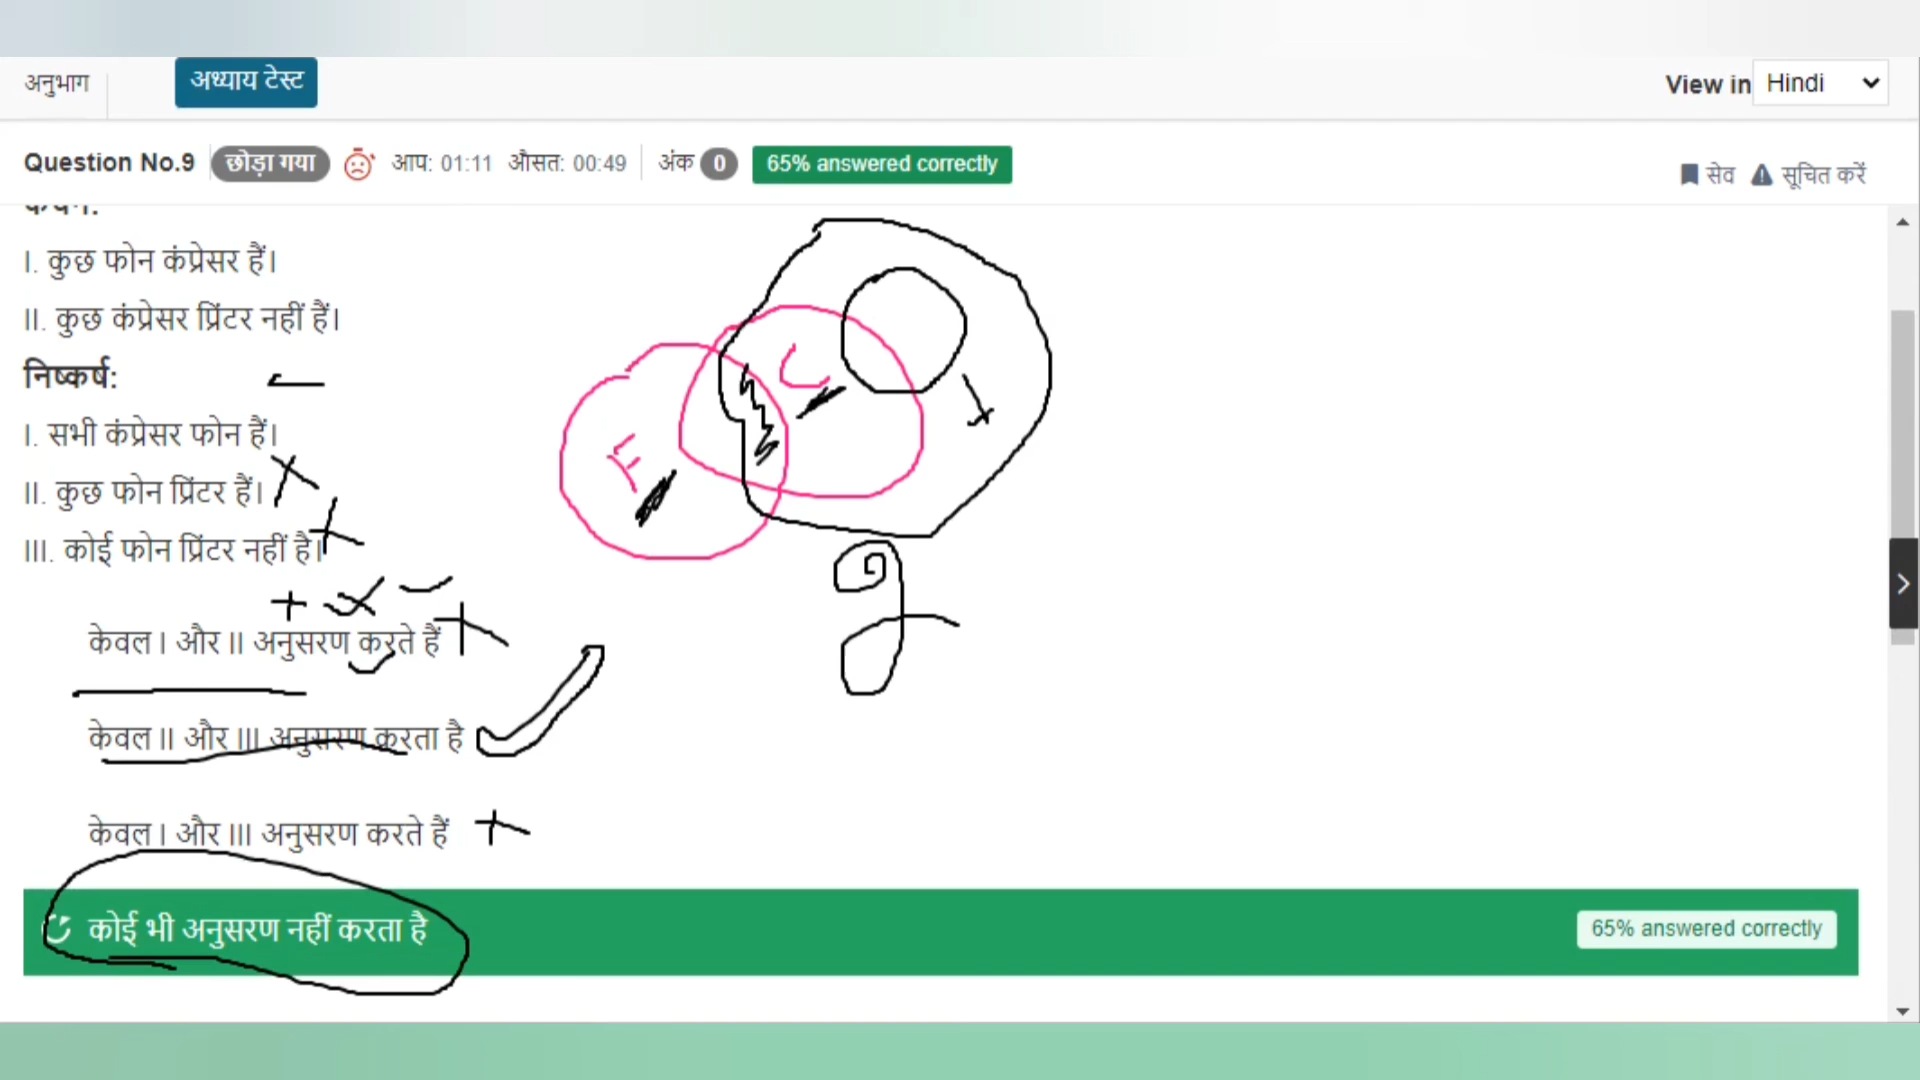 अनुभाग
अध्याय टेस्ट
View in Hindi
Question No.9 छोड़ा गया आप: 01:11 औसत: 00:49 अंक 0 65% answered correctly
सेव सूचित करें
I. कुछ फोन कंप्रेसर हैं।
II. कुछ कंप्रेसर प्रिंटर नहीं हैं।
निष्कर्ष:
I. सभी कंप्रेसर फोन हैं।
II. कुछ फोन प्रिंटर हैं।
III. कोई फोन प्रिंटर नहीं है।
केवल I और II अनुसरण करते हैं
केवल II और III अनुसरण करता है
केवल I और III अनुसरण करते हैं
कोई भी अनुसरण नहीं करता है
65% answered correctly
F
C